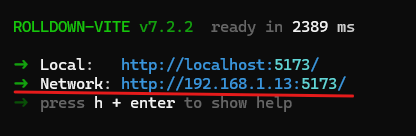 ROLLDOWN-VITE v7.2.2 ready in 2389 ms
➜ Local: http://localhost:5173/
➜ Network: http://192.168.1.13:5173/
➜ press h + enter to show help